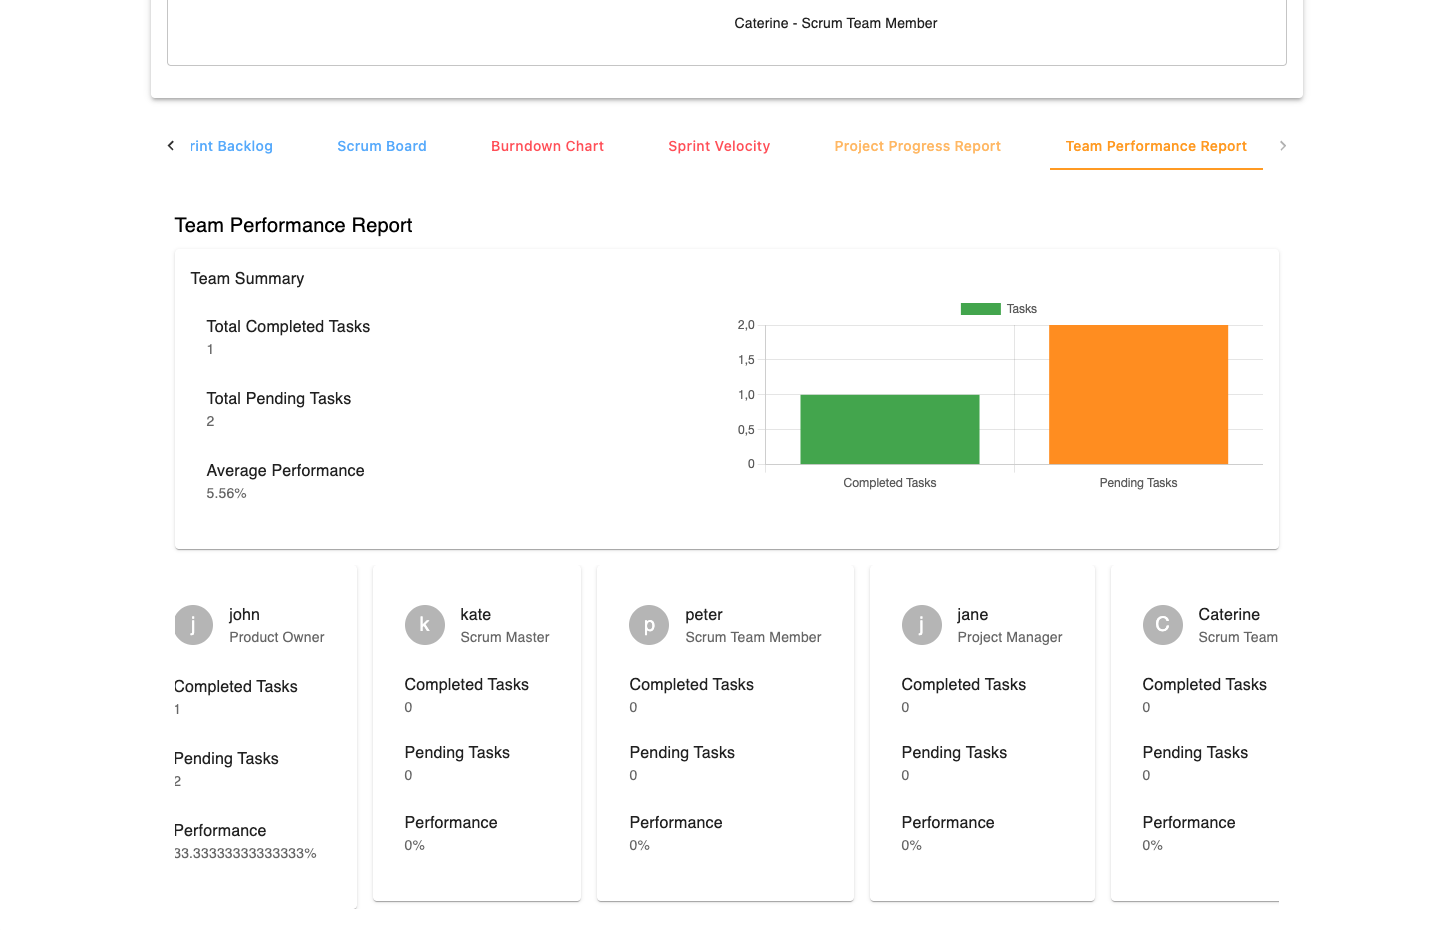 Caterine - Scrum Team Member
rint Backlog
Scrum Board
Burndown Chart
Sprint Velocity
Project Progress Report
Team Performance Report
Team Performance Report
Team Summary
Total Completed Tasks
1
Total Pending Tasks
2
Average Performance
5.56%
Tasks
2,0
1,5
1,0
0,5
0
Completed Tasks
Pending Tasks
j
john
Product Owner
Completed Tasks
1
Pending Tasks
2
Performance
33.33333333333333%
k
kate
Scrum Master
Completed Tasks
0
Pending Tasks
0
Performance
0%
p
peter
Scrum Team Member
Completed Tasks
0
Pending Tasks
0
Performance
0%
j
jane
Project Manager
Completed Tasks
0
Pending Tasks
0
Performance
0%
C
Caterine
Scrum Team
Completed Tasks
0
Pending Tasks
0
Performance
0%